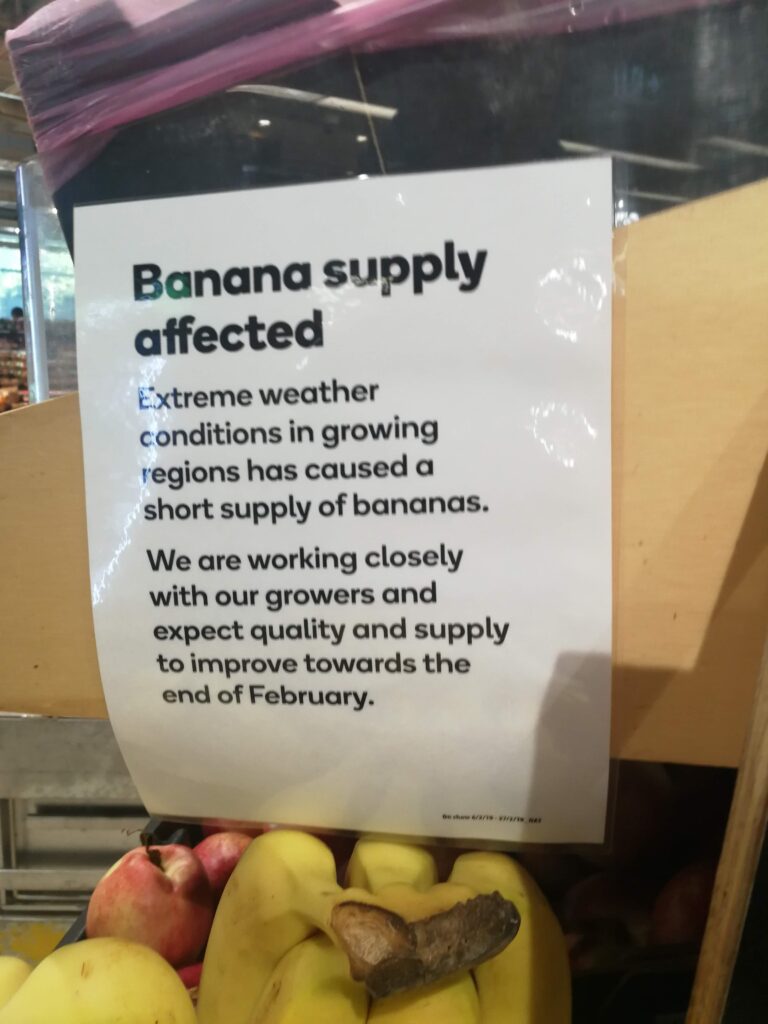 Banana supply
affected
Extreme weather
conditions in growing
regions has caused a
short supply of bananas.
We are working closely
with our growers and
expect quality and supply
to improve towards the
end of February.